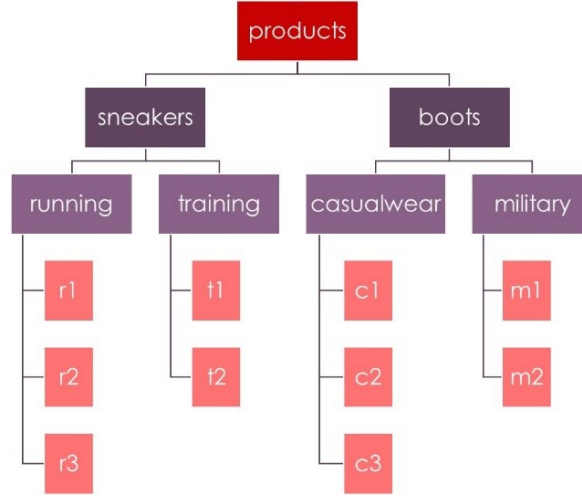 products
sneakers
boots
running
training
casualwear
military
r1
t1
c1
m1
r2
t2
c2
m2
r3
c3